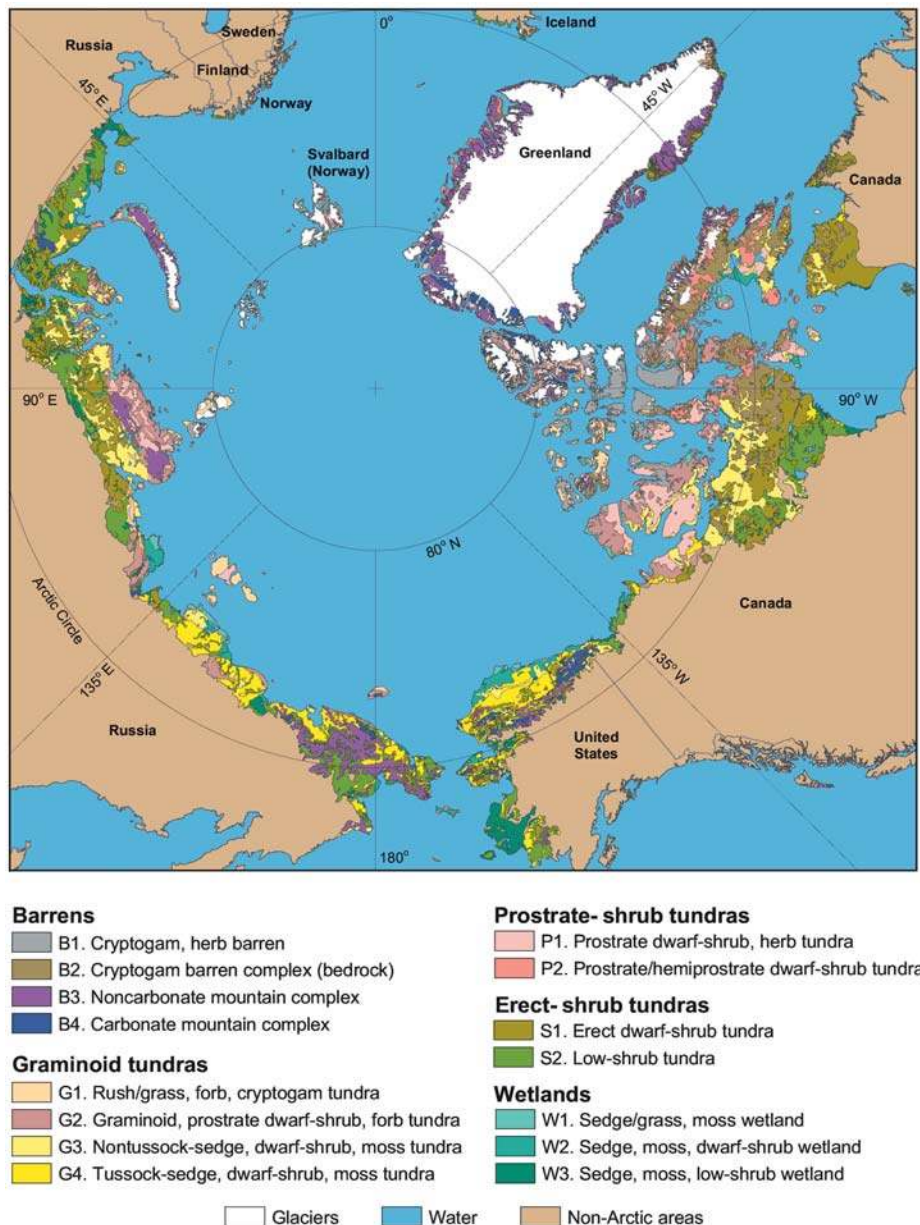 Russia
Sweden
Finland
Norway
0°
Iceland
45° E
45° W
Svalbard
(Norway)
Greenland
Canada
90° E
90° W
80° N
Arctic Circle
Canada
135° E
135° W
Russia
United
States
180°
Barrens
B1. Cryptogam, herb barren
B2. Cryptogam barren complex (bedrock)
B3. Noncarbonate mountain complex
B4. Carbonate mountain complex
Graminoid tundras
G1. Rush/grass, forb, cryptogam tundra
G2. Graminoid, prostrate dwarf-shrub, forb tundra
G3. Nontussock-sedge, dwarf-shrub, moss tundra
G4. Tussock-sedge, dwarf-shrub, moss tundra
Prostrate- shrub tundras
P1. Prostrate dwarf-shrub, herb tundra
P2. Prostrate/hemiprostrate dwarf-shrub tundra
Erect- shrub tundras
S1. Erect dwarf-shrub tundra
S2. Low-shrub tundra
Wetlands
W1. Sedge/grass, moss wetland
W2. Sedge, moss, dwarf-shrub wetland
W3. Sedge, moss, low-shrub wetland
Glaciers
Water
Non-Arctic areas